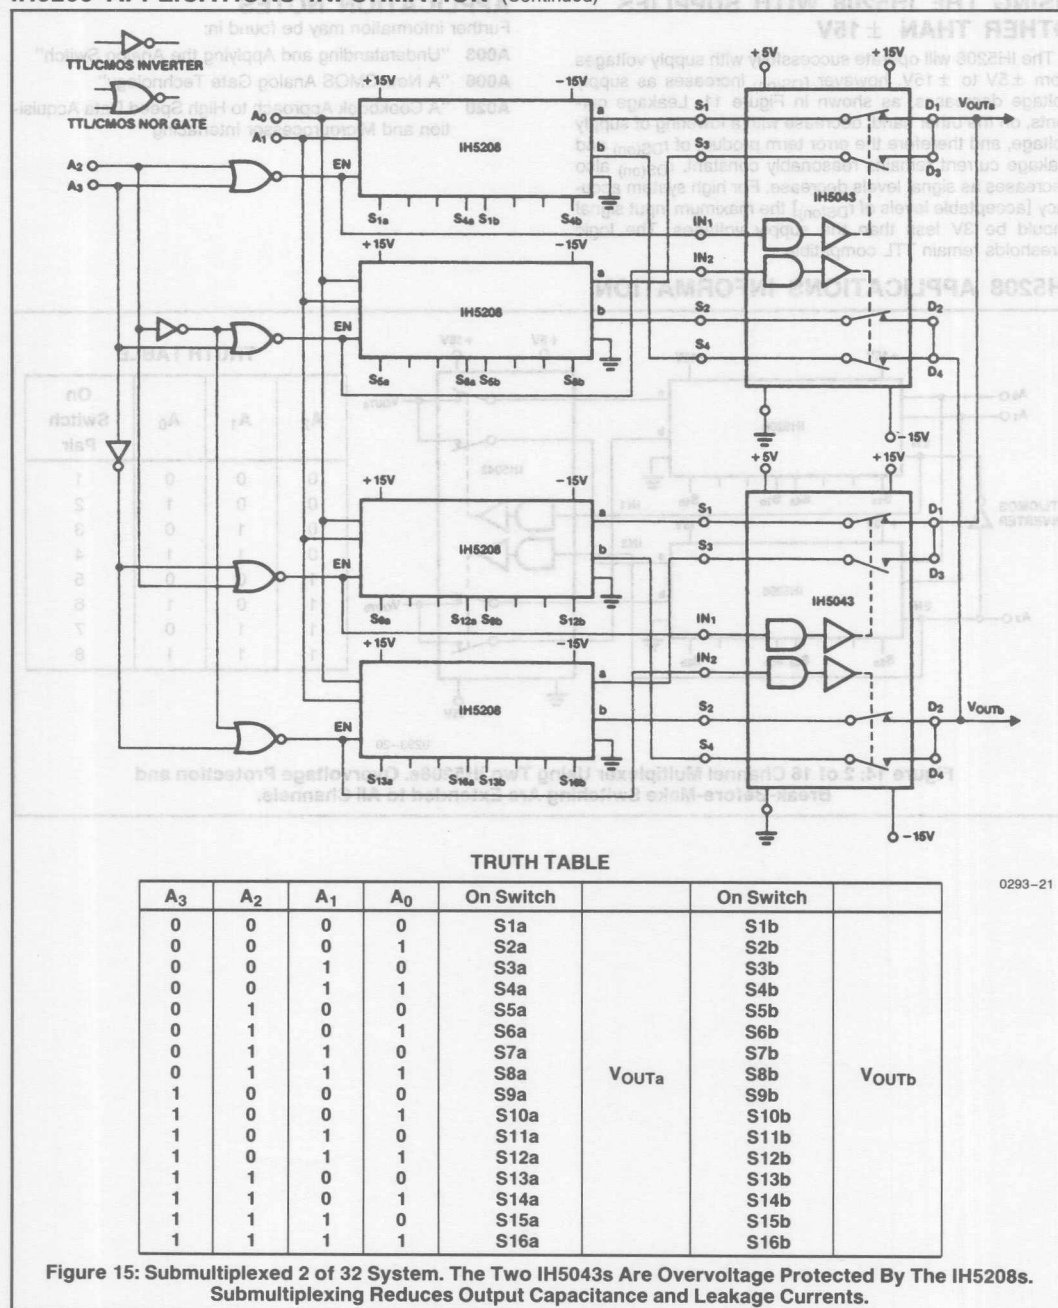 (Continued)
TTL/CMOS INVERTER
TTL/CMOS NOR GATE
A0
A1
A2
A3
EN
+15V
-15V
IH5208
a
b
S1a
S4a S1b
S4b
+15V
-15V
EN
IH5208
a
b
S5a
S8a S5b
S8b
+5V
+15V
S1
S3
D1
D3
VOUTa
IH5043
IN1
IN2
S2
S4
D2
D4
-15V
+15V
-15V
EN
IH5208
a
b
S9a
S12a S9b
S12b
+15V
EN
IH5208
a
b
S13a
S16a S13b
S16b
+5V
+15V
S1
S3
D1
D3
IH5043
IN1
IN2
S2
S4
D2
D4
VOUTb
-15V
TRUTH TABLE
0293-21
A3 A2 A1 A0 On Switch On Switch
0 0 0 0 S1a S1b
0 0 0 1 S2a S2b
0 0 1 0 S3a S3b
0 0 1 1 S4a S4b
0 1 0 0 S5a S5b
0 1 0 1 S6a S6b
0 1 1 0 S7a S7b
0 1 1 1 S8a VOUTa S8b VOUTb
1 0 0 0 S9a S9b
1 0 0 1 S10a S10b
1 0 1 0 S11a S11b
1 0 1 1 S12a S12b
1 1 0 0 S13a S13b
1 1 0 1 S14a S14b
1 1 1 0 S15a S15b
1 1 1 1 S16a S16b
Figure 15: Submultiplexed 2 of 32 System. The Two IH5043s Are Overvoltage Protected By The IH5208s.
Submultiplexing Reduces Output Capacitance and Leakage Currents.